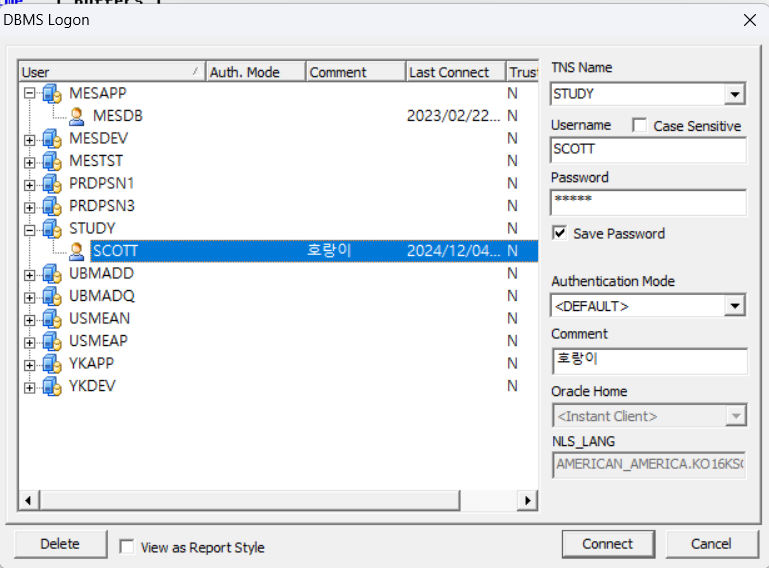 DBMS Logon
User / Auth. Mode Comment Last Connect Trust
MESAPP N
MESDB 2023/02/22... N
MESDEV N
MESTST N
PRDPSN1 N
PRDPSN3 N
STUDY N
SCOTT 호랑이 2024/12/04... N
UBMADD N
UBMADQ N
USMEAN N
USMEAP N
YKAPP N
YKDEV N
TNS Name
STUDY
Username Case Sensitive
SCOTT
Password
*****
Save Password
Authentication Mode
<DEFAULT>
Comment
호랑이
Oracle Home
<Instant Client>
NLS_LANG
AMERICAN_AMERICA.KO16KS
Delete View as Report Style Connect Cancel